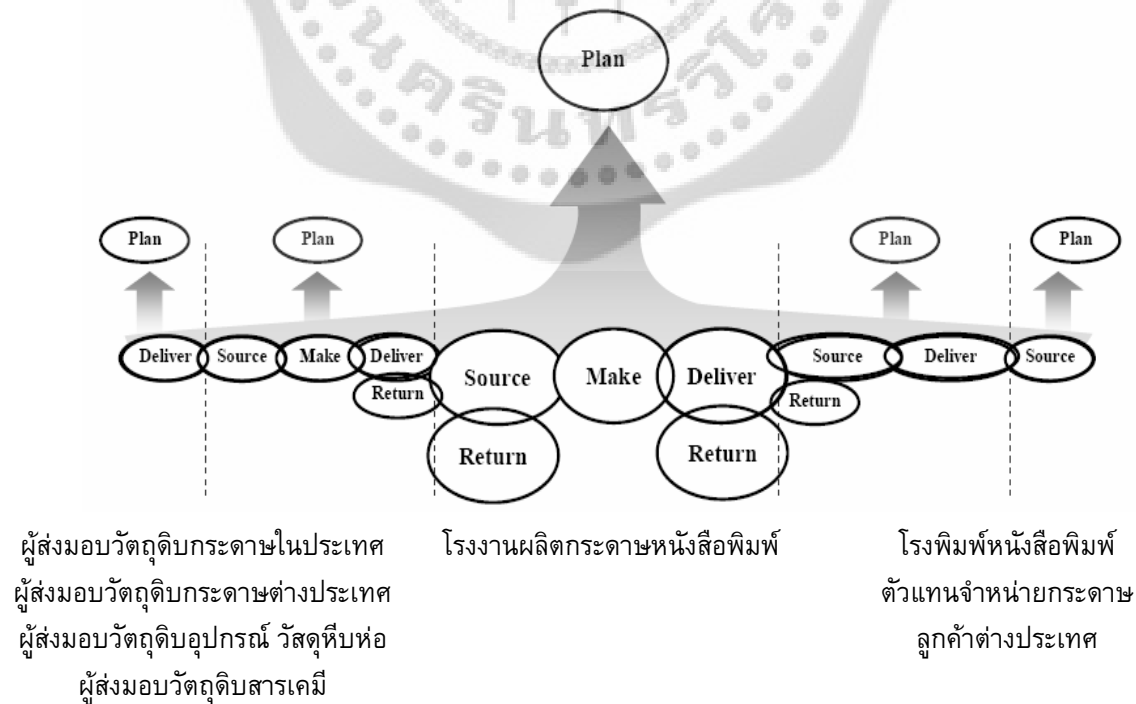 Plan
Plan Plan Plan Plan
Deliver Source Make Deliver Source Make Deliver Source Deliver Source
Return Return
Return Return
ผู้ส่งมอบวัตถุดิบกระดาษในประเทศ โรงงานผลิตกระดาษหนังสือพิมพ์ โรงพิมพ์หนังสือพิมพ์
ผู้ส่งมอบวัตถุดิบกระดาษต่างประเทศ ตัวแทนจำหน่ายกระดาษ
ผู้ส่งมอบวัตถุดิบอุปกรณ์ วัสดุหีบห่อ ลูกค้าต่างประเทศ
ผู้ส่งมอบวัตถุดิบสารเคมี